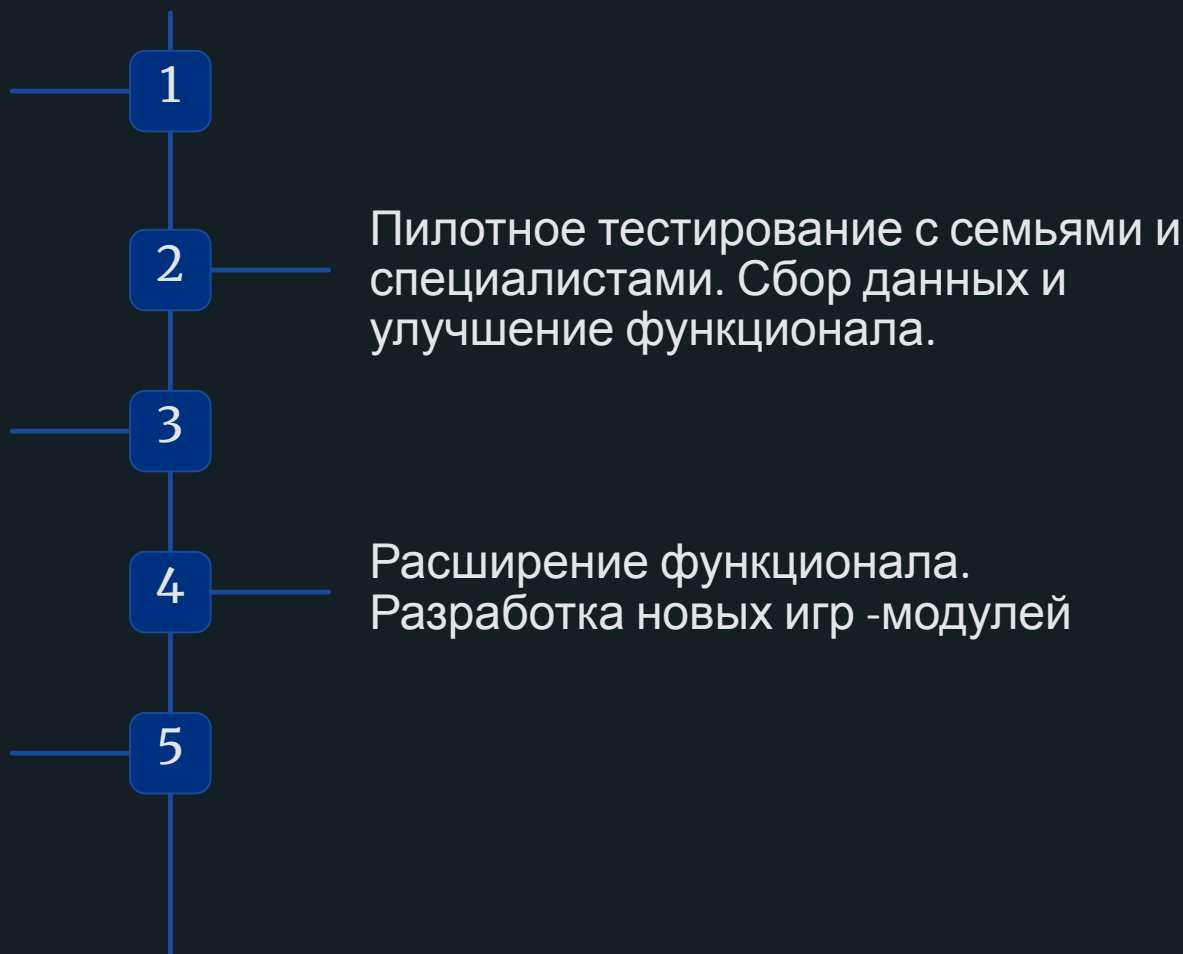 1
2
Пилотное тестирование с семьями и
специалистами. Сбор данных и
улучшение функционала.
3
4
Расширение функционала.
Разработка новых игр -модулей
5